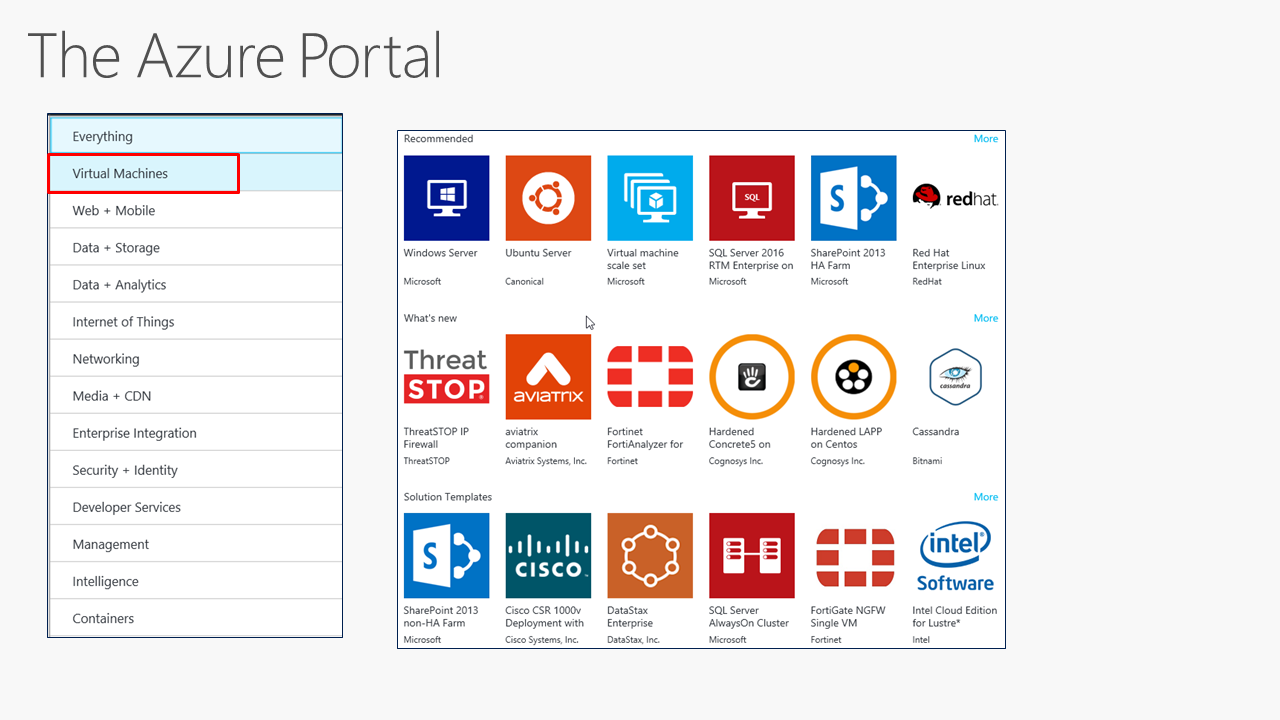 The Azure Portal
Everything
Virtual Machines
Web + Mobile
Data + Storage
Data + Analytics
Internet of Things
Networking
Media + CDN
Enterprise Integration
Security + Identity
Developer Services
Management
Intelligence
Containers
Recommended More
SQL
S
redhat.
Windows Server Ubuntu Server Virtual machine SQL Server 2016 SharePoint 2013 Red Hat
scale set RTM Enterprise on HA Farm Enterprise Linux
Microsoft Canonical Microsoft Microsoft Microsoft RedHat
What's new More
Threat
STOP
aviatrix
cassandra
ThreatSTOP IP aviatrix Fortinet Hardened Hardened LAPP Cassandra
Firewall companion FortiAnalyzer for Concrete5 on on Centos
ThreatSTOP Aviatrix Systems, Inc. Fortinet Cognosys Inc. Cognosys Inc. Bitnami
Solution Templates More
S
CISCO
intel
Software
SharePoint 2013 Cisco CSR 1000v DataStax SQL Server FortiGate NGFW Intel Cloud Edition
non-HA Farm Deployment with Enterprise AlwaysOn Cluster Single VM for Lustre*
Microsoft Cisco Systems, Inc. DataStax, Inc. Microsoft Fortinet Intel